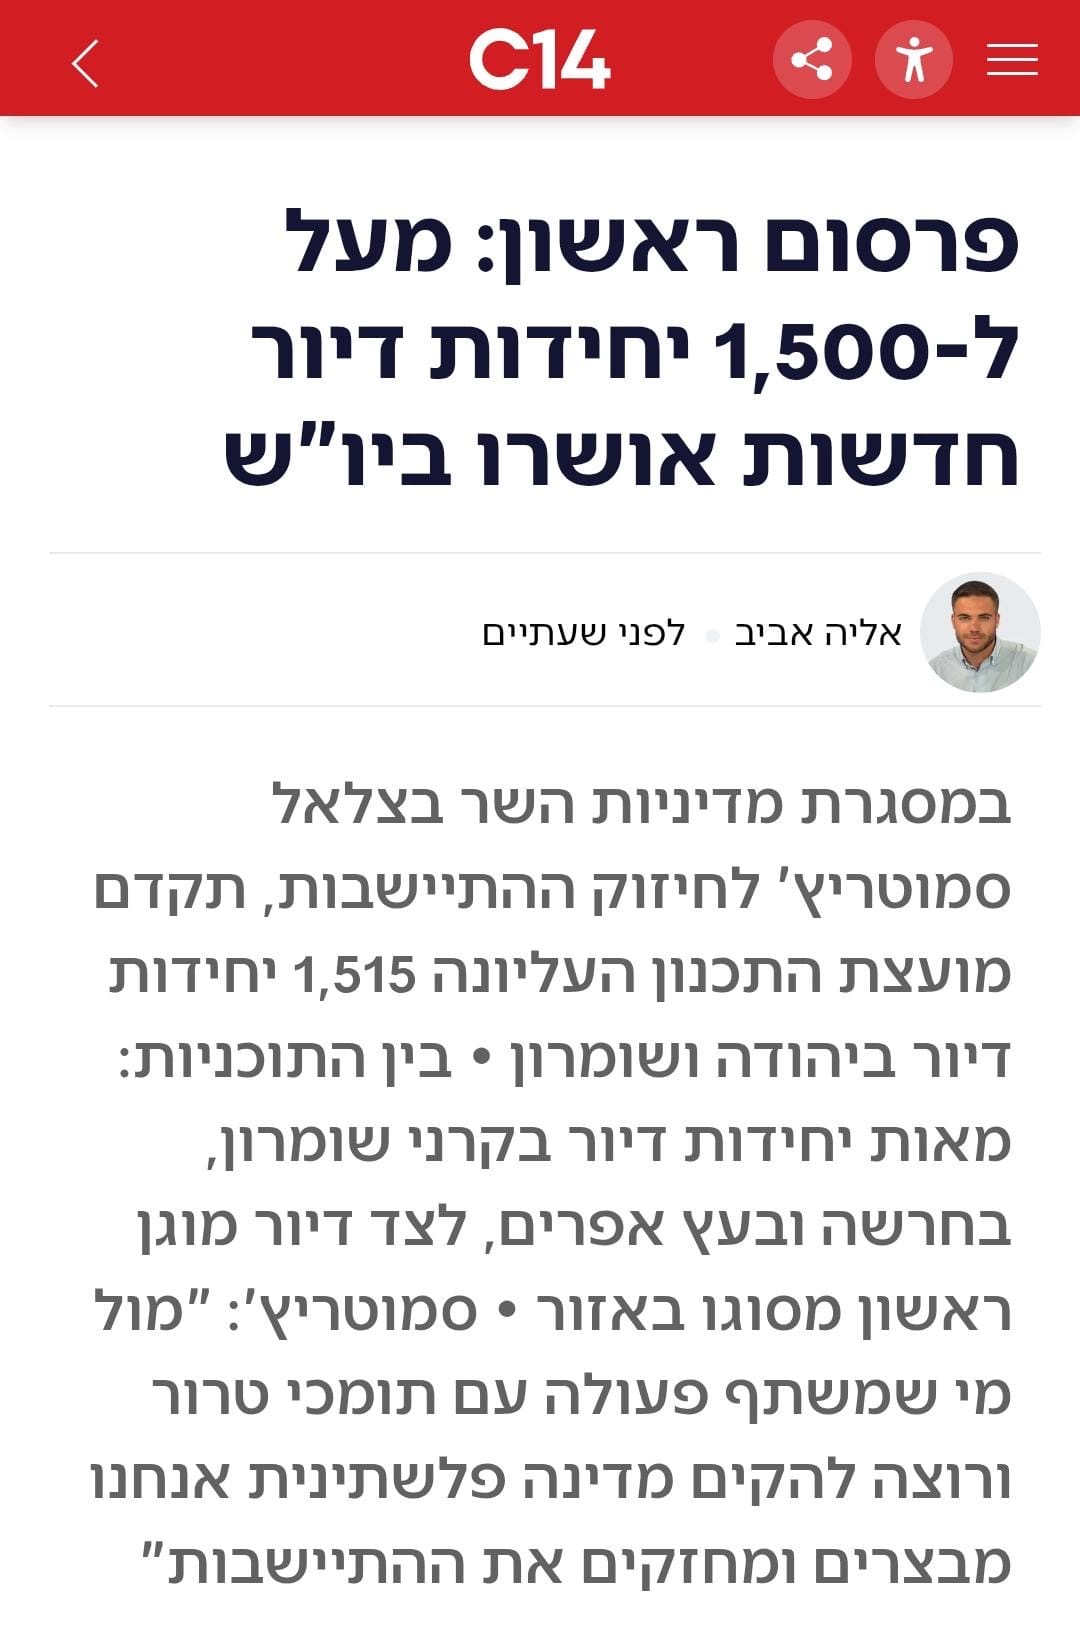 C14
פרסום ראשון: מעל
ל-1,500 יחידות דיור
חדשות אושרו ביו"ש
אליה אביב • לפני שעתיים
במסגרת מדיניות השר בצלאל
סמוטריץ' לחיזוק ההתיישבות, תקדם
מועצת התכנון העליונה 1,515 יחידות
דיור ביהודה ושומרון • בין התוכניות:
מאות יחידות דיור בקרני שומרון,
בחרשה ובעץ אפרים, לצד דיור מוגן
ראשון מסוגו באזור • סמוטריץ': "מול
מי שמשתף פעולה עם תומכי טרור
ורוצה להקים מדינה פלשתינית אנחנו
מבצרים ומחזקים את ההתיישבות"